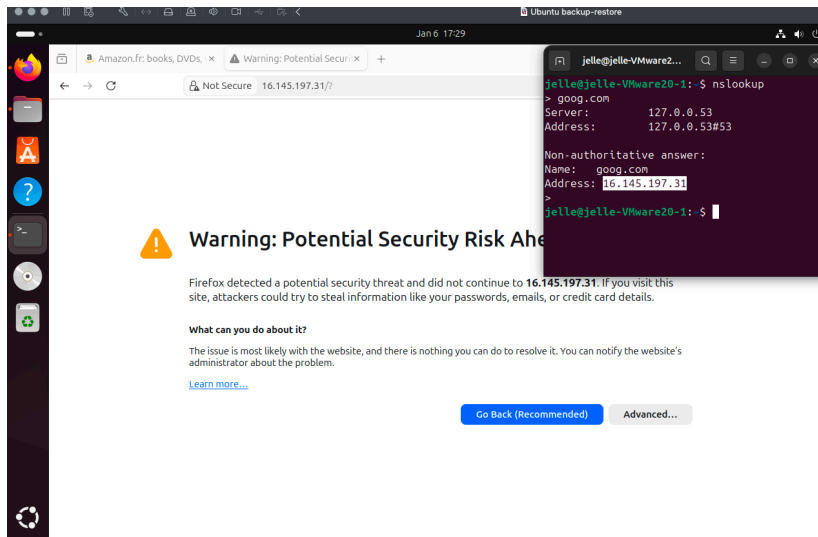 Ubuntu backup-restore
Jan 6 17:29
Amazon.fr: books, DVDs,
Warning: Potential Securi
Not Secure 16.145.197.31/?
Warning: Potential Security Risk Ahe
Firefox detected a potential security threat and did not continue to 16.145.197.31. If you visit this
site, attackers could try to steal information like your passwords, emails, or credit card details.
What can you do about it?
The issue is most likely with the website, and there is nothing you can do to resolve it. You can notify the website's
administrator about the problem.
Learn more...
Go Back (Recommended)
Advanced...
jelle@jelle-VMware2...
jelle@jelle-VMware20-1:~$ nslookup
> goog.com
Server: 127.0.0.53
Address: 127.0.0.53#53
Non-authoritative answer:
Name: goog.com
Address: 16.145.197.31
>
jelle@jelle-VMware20-1:~$